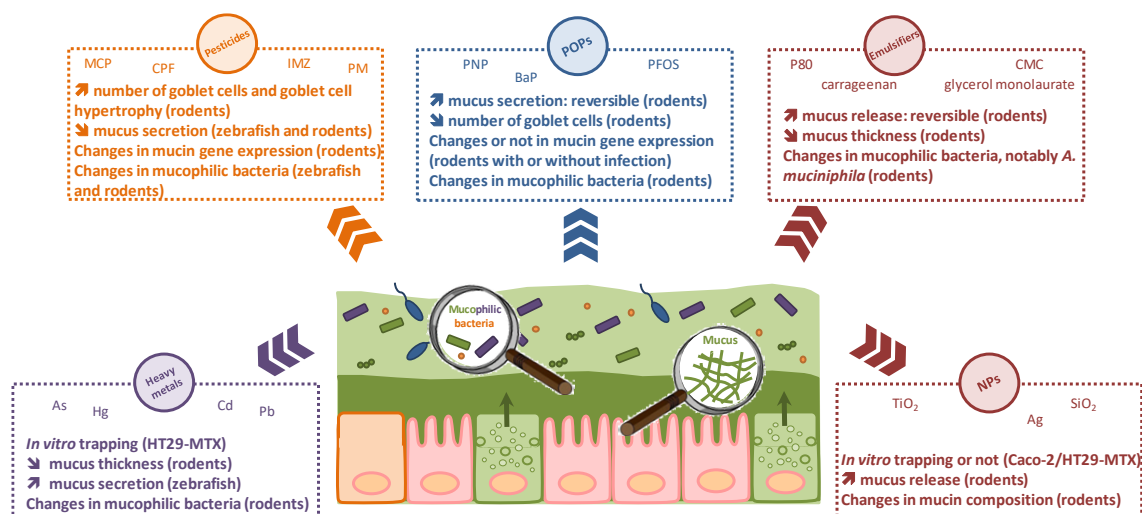 Pesticides
MCP
CPF
IMZ
PM
↗ number of goblet cells and goblet cell
hypertrophy (rodents)
↘ mucus secretion (zebrafish and rodents)
Changes in mucin gene expression (rodents)
Changes in mucophilic bacteria (zebrafish
and rodents)
POPs
PNP
BaP
PFOS
↗ mucus secretion: reversible (rodents)
↘ number of goblet cells (rodents)
Changes or not in mucin gene expression
(rodents with or without infection)
Changes in mucophilic bacteria (rodents)
Emulsifiers
P80
carrageenan
CMC
glycerol monolaurate
↗ mucus release: reversible (rodents)
↘ mucus thickness (rodents)
Changes in mucophilic bacteria, notably A.
muciniphila (rodents)
Mucophilic
bacteria
Mucus
Heavy
metals
As
Hg
Cd
Pb
In vitro trapping (HT29-MTX)
↘ mucus thickness (rodents)
↗ mucus secretion (zebrafish)
Changes in mucophilic bacteria (rodents)
NPs
TiO₂
Ag
SiO₂
In vitro trapping or not (Caco-2/HT29-MTX)
↗ mucus release (rodents)
Changes in mucin composition (rodents)